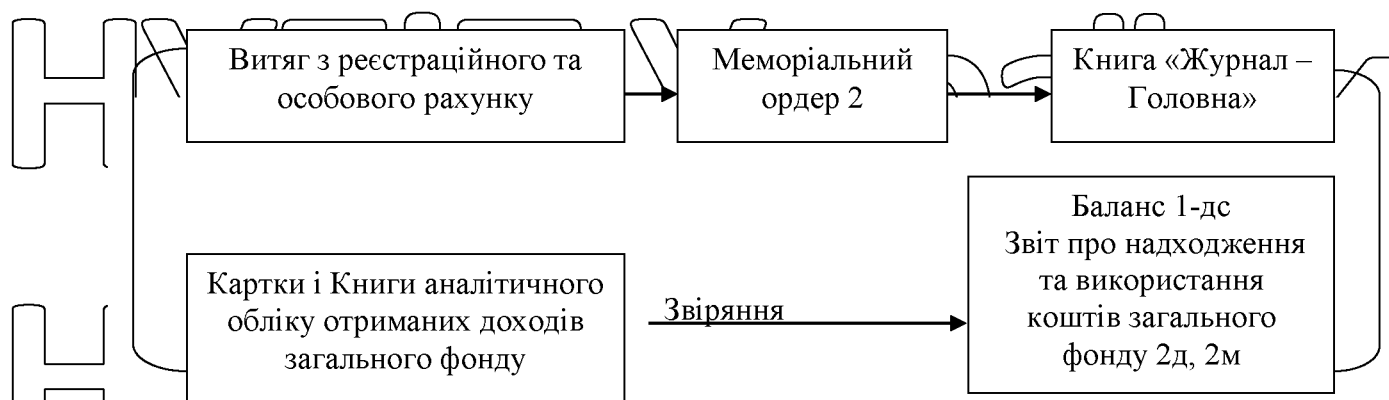 Витяг з реєстраційного та
особового рахунку
Меморіальний
ордер 2
Книга «Журнал –
Головна»
Картки і Книги аналітичного
обліку отриманих доходів
загального фонду
Звіряння
Баланс 1-дс
Звіт про надходження
та використання
коштів загального
фонду 2д, 2м